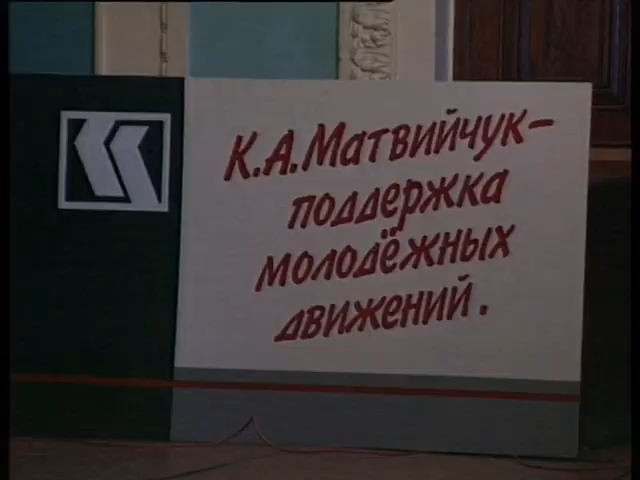 К.А.Матвийчук-
поддержка
молодёжных
движений.